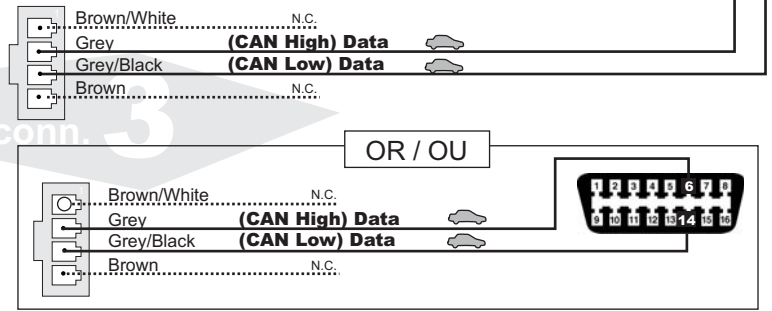 Brown/White N.C.
Grey (CAN High) Data
Grey/Black (CAN Low) Data
Brown N.C.
conn. 3
OR / OU
Brown/White N.C.
Grey (CAN High) Data
Grey/Black (CAN Low) Data
Brown N.C.
1 2 3 4 5 6 7 8
9 10 11 12 13 14 15 16